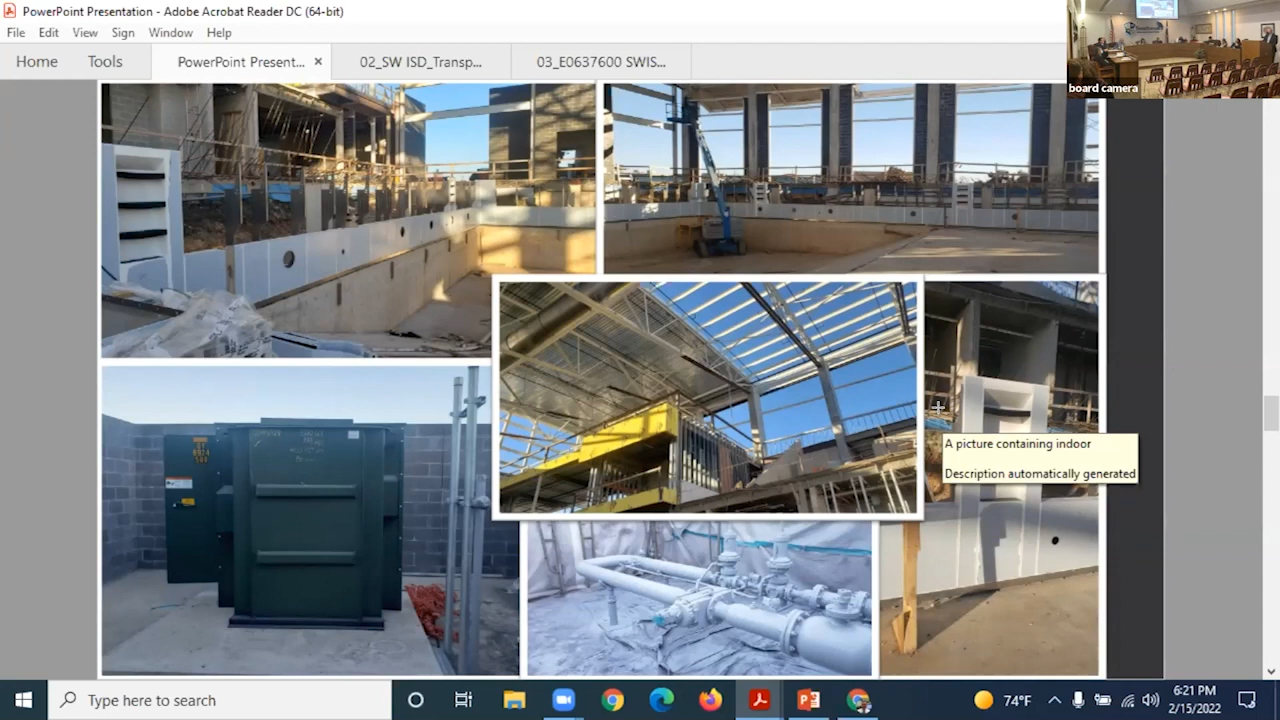 PowerPoint Presentation - Adobe Acrobat Reader DC (64-bit)
File Edit View Sign Window Help
Home Tools PowerPoint Present... × 02_SW ISD_Transp... 03_E0637600 SWIS...
board camera
A picture containing indoor
Description automatically generated
Type here to search
74°F
6:21 PM
2/15/2022